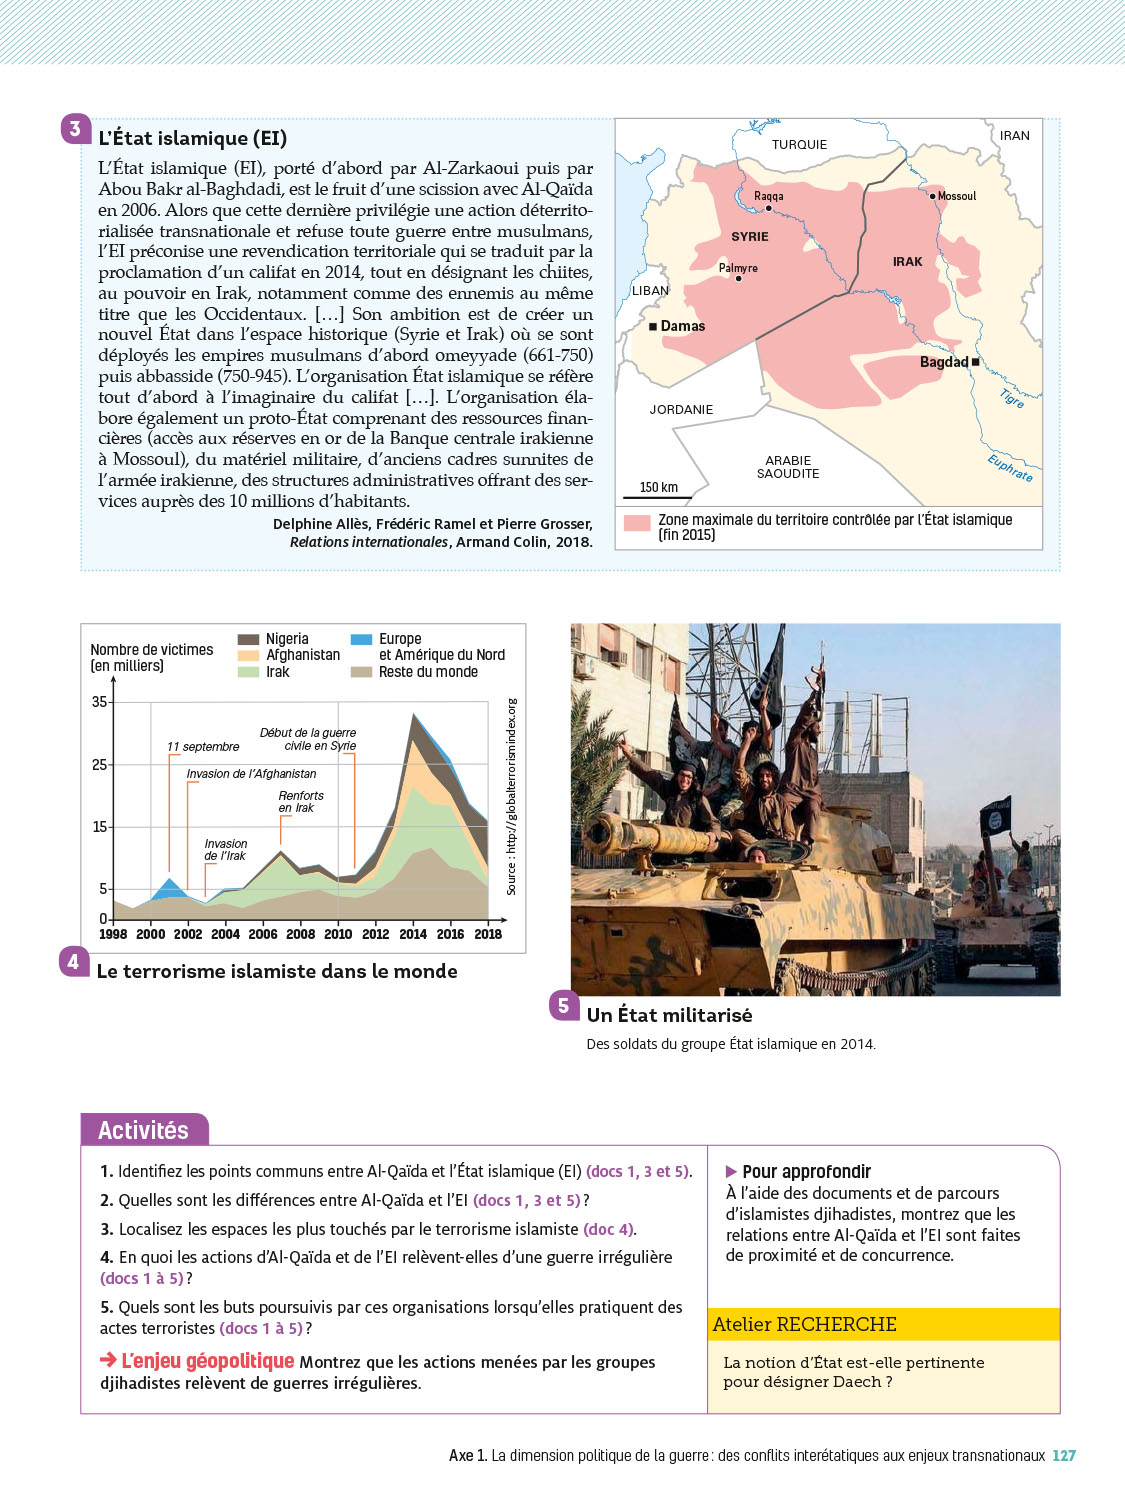 3
L'État islamique (EI)
L'État islamique (EI), porté d'abord par Al-Zarkaoui puis par
Abou Bakr al-Baghdadi, est le fruit d'une scission avec Al-Qaïda
en 2006. Alors que cette dernière privilégie une action déterrito-
rialisée transnationale et refuse toute guerre entre musulmans,
l'EI préconise une revendication territoriale qui se traduit par la
proclamation d'un califat en 2014, tout en désignant les chiites,
au pouvoir en Irak, notamment comme des ennemis au même
titre que les Occidentaux. […] Son ambition est de créer un
nouvel État dans l'espace historique (Syrie et Irak) où se sont
déployés les empires musulmans d'abord omeyyade (661-750)
puis abbasside (750-945). L'organisation État islamique se réfère
tout d'abord à l'imaginaire du califat […]. L'organisation éla-
bore également un proto-État comprenant des ressources finan-
cières (accès aux réserves en or de la Banque centrale irakienne
à Mossoul), du matériel militaire, d'anciens cadres sunnites de
l'armée irakienne, des structures administratives offrant des ser-
vices auprès des 10 millions d'habitants.
Delphine Allès, Frédéric Ramel et Pierre Grosser,
Relations internationales, Armand Colin, 2018.
TURQUIE
IRAN
Raqqa
Mossoul
SYRIE
IRAK
Palmyre
LIBAN
Damas
Bagdad
Tigre
JORDANIE
Euphrate
ARABIE
SAOUDITE
150 km
Zone maximale du territoire contrôlée par l'État islamique
(fin 2015)
Nombre de victimes
(en milliers)
Nigeria
Afghanistan
Irak
Europe
et Amérique du Nord
Reste du monde
35
25
15
5
0
11 septembre
Début de la guerre
civile en Syrie
Invasion de l'Afghanistan
Renforts
en Irak
Invasion
de l'Irak
1998 2000 2002 2004 2006 2008 2010 2012 2014 2016 2018
Source : http://globalterrorismindex.org
4
Le terrorisme islamiste dans le monde
5
Un État militarisé
Des soldats du groupe État islamique en 2014.
Activités
1. Identifiez les points communs entre Al-Qaïda et l'État islamique (EI) (docs 1, 3 et 5).
2. Quelles sont les différences entre Al-Qaïda et l'EI (docs 1, 3 et 5) ?
3. Localisez les espaces les plus touchés par le terrorisme islamiste (doc 4).
4. En quoi les actions d'Al-Qaïda et de l'EI relèvent-elles d'une guerre irrégulière
(docs 1 à 5) ?
5. Quels sont les buts poursuivis par ces organisations lorsqu'elles pratiquent des
actes terroristes (docs 1 à 5) ?
→ L'enjeu géopolitique Montrez que les actions menées par les groupes
djihadistes relèvent de guerres irrégulières.
▶ Pour approfondir
À l'aide des documents et de parcours
d'islamistes djihadistes, montrez que les
relations entre Al-Qaïda et l'EI sont faites
de proximité et de concurrence.
Atelier RECHERCHE
La notion d'État est-elle pertinente
pour désigner Daech ?
Axe 1. La dimension politique de la guerre : des conflits interétatiques aux enjeux transnationaux 127